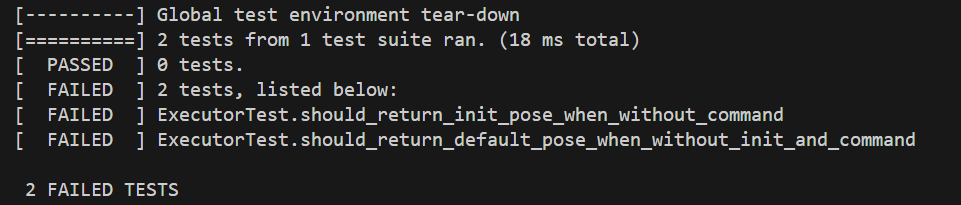 [----------] Global test environment tear-down
[==========] 2 tests from 1 test suite ran. (18 ms total)
[  PASSED  ] 0 tests.
[  FAILED  ] 2 tests, listed below:
[  FAILED  ] ExecutorTest.should_return_init_pose_when_without_command
[  FAILED  ] ExecutorTest.should_return_default_pose_when_without_init_and_command
2 FAILED TESTS